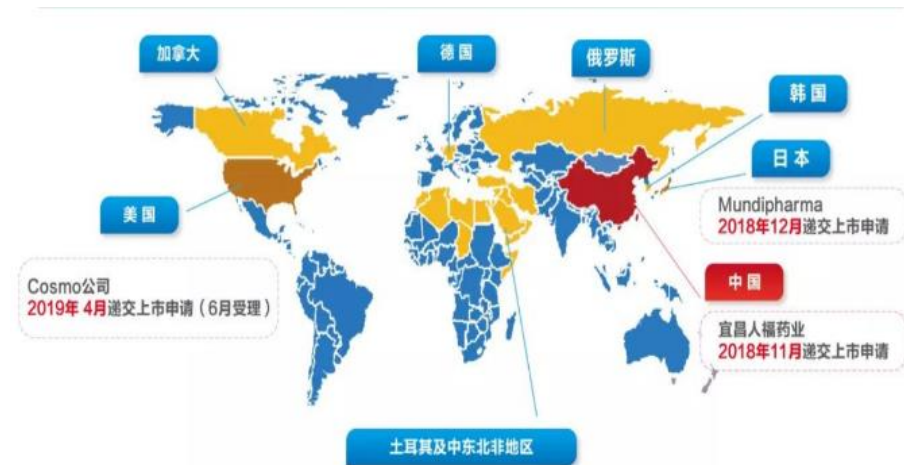 加拿大
德国
俄罗斯
韩国
日本
Mundipharma
2018年12月递交上市申请
美国
Cosmo公司
2019年 4月递交上市申请（6月受理）
中国
宜昌人福药业
2018年11月递交上市申请
土耳其及中东北非地区